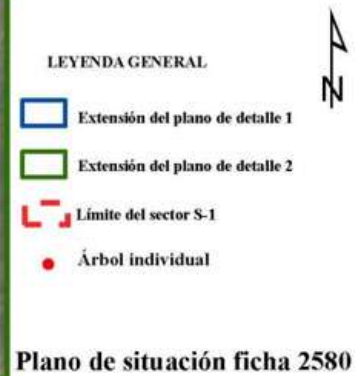 N
LEYENDA GENERAL
Extensión del plano de detalle 1
Extensión del plano de detalle 2
Límite del sector S-1
Árbol individual
Plano de situación ficha 2580